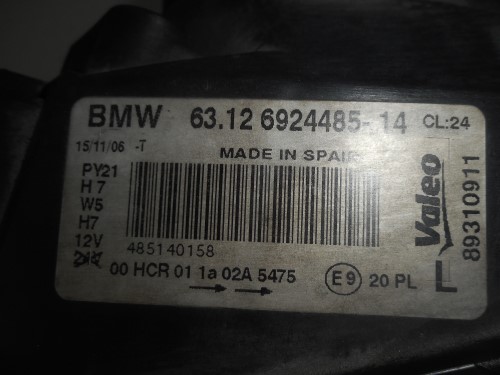 BMW 63.12 6924485-14 CL:24
15/11/06 -T
MADE IN SPAIN
PY21
H7
W5
H7
12V
485140158
00 HCR 01 1a 02A 5475
E9 20 PL
Valeo
89310911